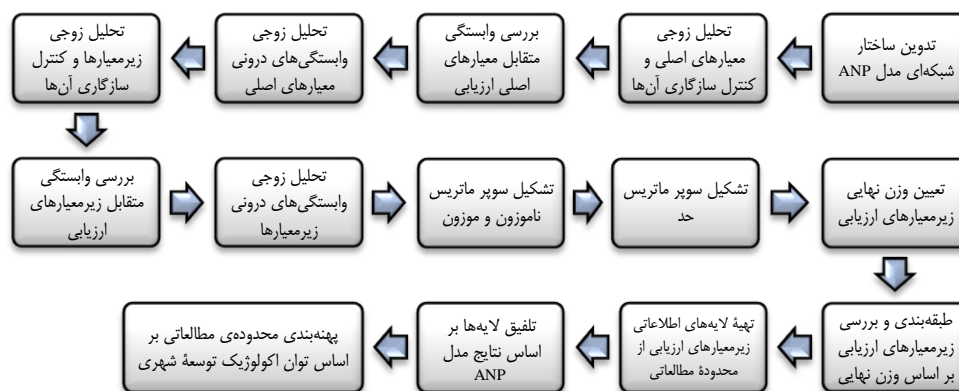 تدوین ساختار
شبکه‌ای مدل ANP
تحلیل زوجی
معیارهای اصلی و
کنترل سازگاری آن‌ها
بررسی وابستگی
متقابل معیارهای
اصلی ارزیابی
تحلیل زوجی
وابستگی‌های درونی
معیارهای اصلی
تحلیل زوجی
زیرمعیارها و کنترل
سازگاری آن‌ها
بررسی وابستگی
متقابل زیرمعیارهای
ارزیابی
تحلیل زوجی
وابستگی‌های درونی
زیرمعیارها
تشکیل سوپر ماتریس
ناموزون و موزون
تشکیل سوپر ماتریس
حد
تعیین وزن نهایی
زیرمعیارهای ارزیابی
طبقه‌بندی و بررسی
زیرمعیارهای ارزیابی
بر اساس وزن نهایی
تهیهٔ لایه‌های اطلاعاتی
زیرمعیارهای ارزیابی از
محدودهٔ مطالعاتی
تلفیق لایه‌ها بر
اساس نتایج مدل
ANP
پهنه‌بندی محدوده‌ی مطالعاتی بر
اساس توان اکولوژیک توسعهٔ شهری